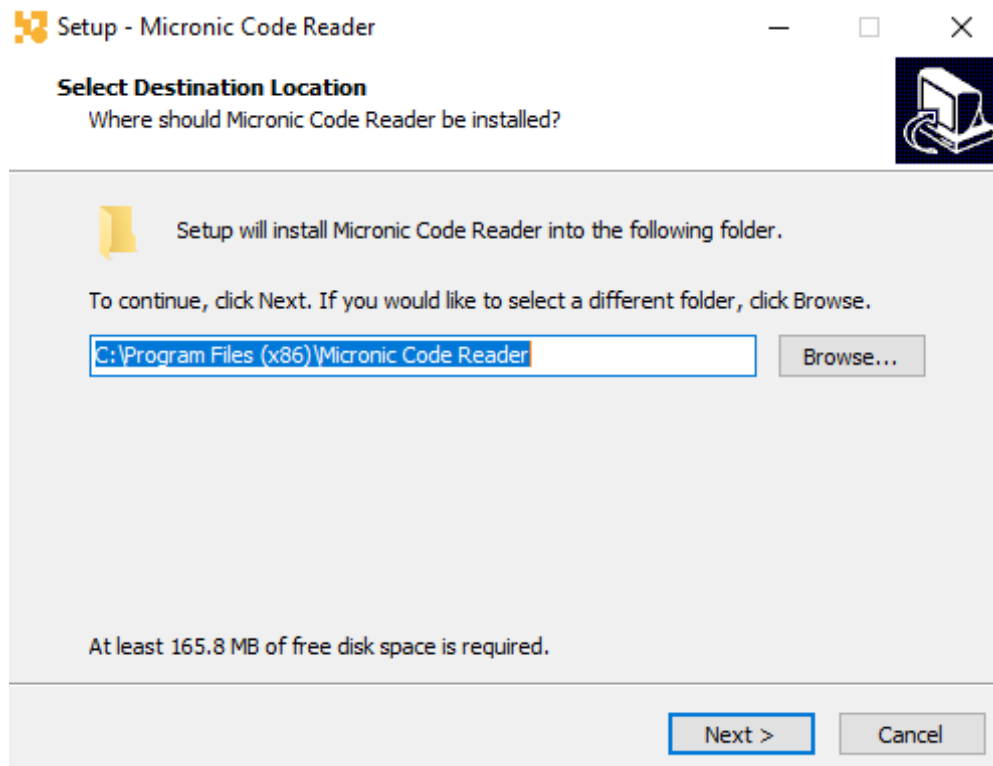 Setup - Micronic Code Reader
Select Destination Location
Where should Micronic Code Reader be installed?
Setup will install Micronic Code Reader into the following folder.
To continue, click Next. If you would like to select a different folder, click Browse.
C:\Program Files (x86)\Micronic Code Reader
Browse...
At least 165.8 MB of free disk space is required.
Next >
Cancel